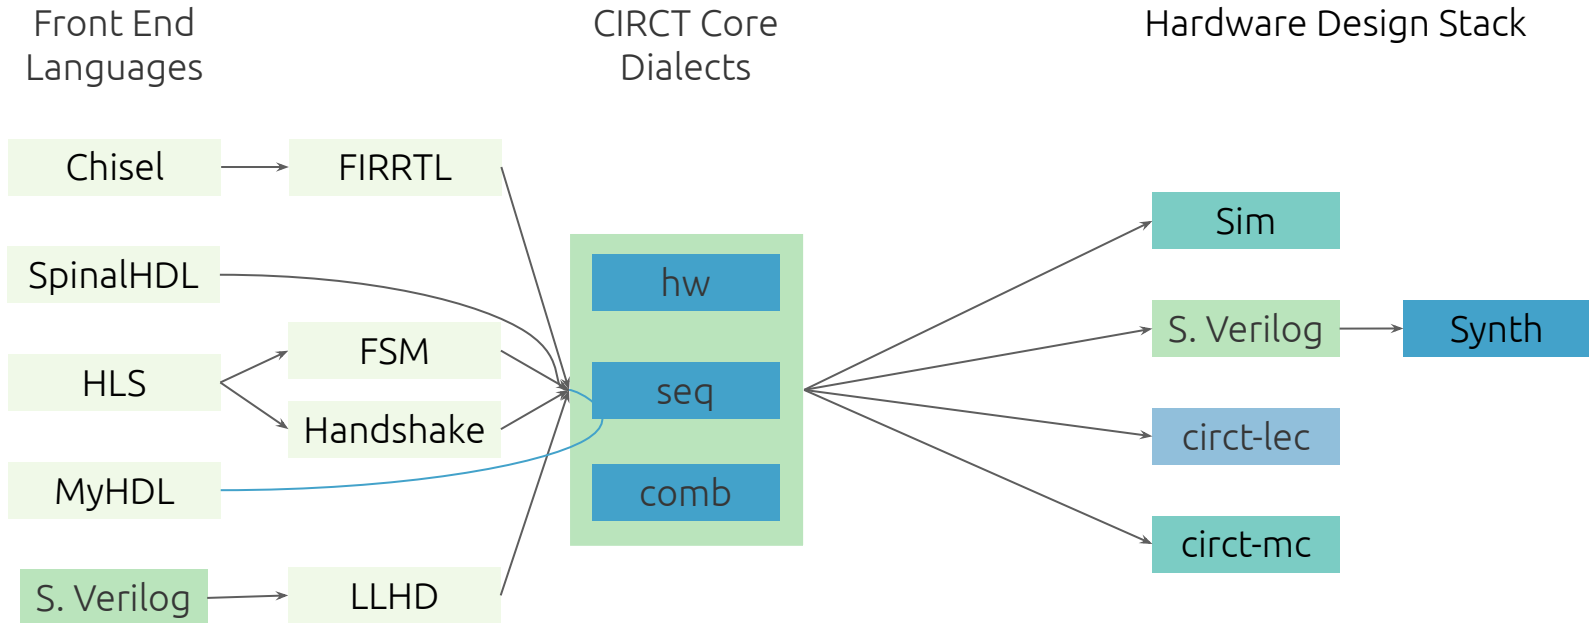 Front End
Languages
CIRCT Core
Dialects
Hardware Design Stack
Chisel
FIRRTL
SpinalHDL
HLS
FSM
Handshake
MyHDL
S. Verilog
LLHD
hw
seq
comb
Sim
S. Verilog
Synth
circt-lec
circt-mc